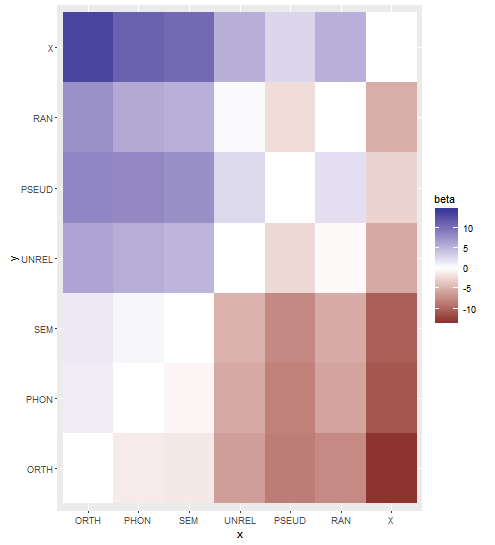 X
RAN
PSEUD
UNREL
SEM
PHON
ORTH
y
ORTH PHON SEM UNREL PSEUD RAN X
x
beta
10
5
0
-5
-10